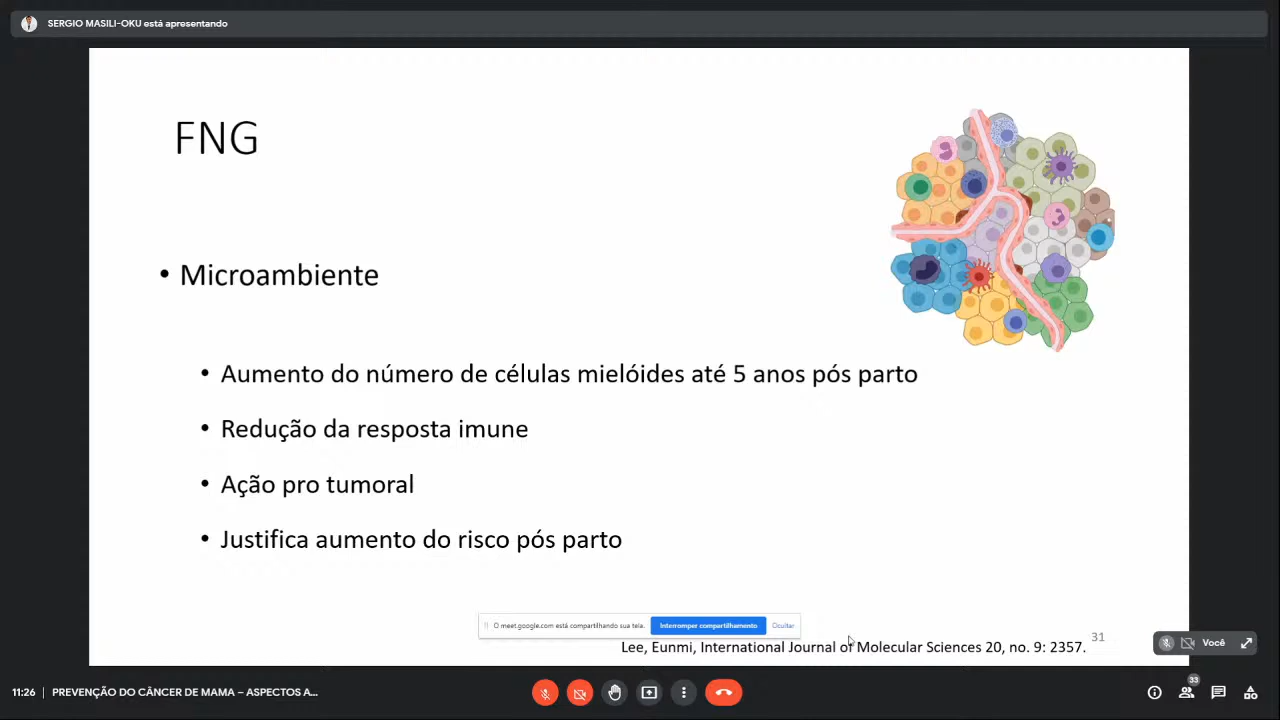 SERGIO MASILI-OKU está apresentando
FNG
• Microambiente
• Aumento do número de células mielóides até 5 anos pós parto
• Redução da resposta imune
• Ação pro tumoral
• Justifica aumento do risco pós parto
O meet.google.com está compartilhando sua tela. Interromper compartilhamento Ocultar
31
Lee, Eunmi, International Journal of Molecular Sciences 20, no. 9: 2357.
Você
11:26 | PREVENÇÃO DO CÂNCER DE MAMA – ASPECTOS A...
33